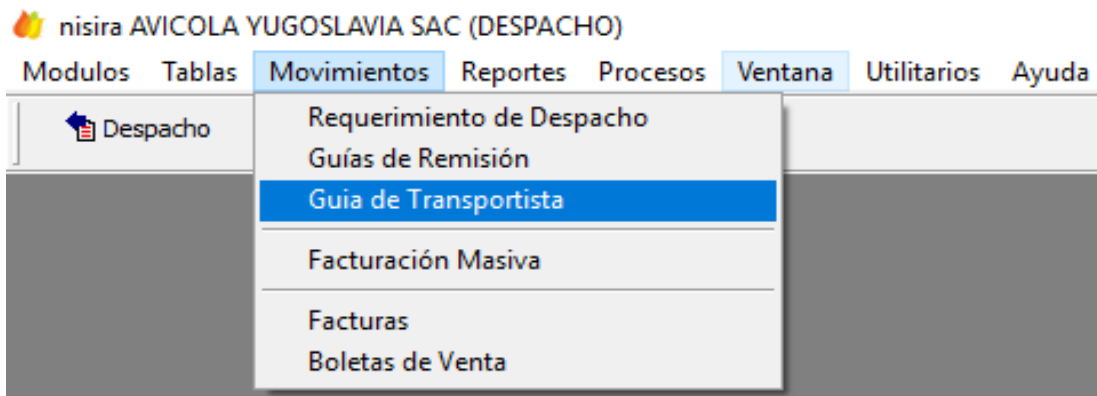 nisira AVICOLA YUGOSLAVIA SAC (DESPACHO)
Modulos Tablas Movimientos Reportes Procesos Ventana Utilitarios Ayuda
Despacho
Requerimiento de Despacho
Guías de Remisión
Guia de Transportista
Facturación Masiva
Facturas
Boletas de Venta